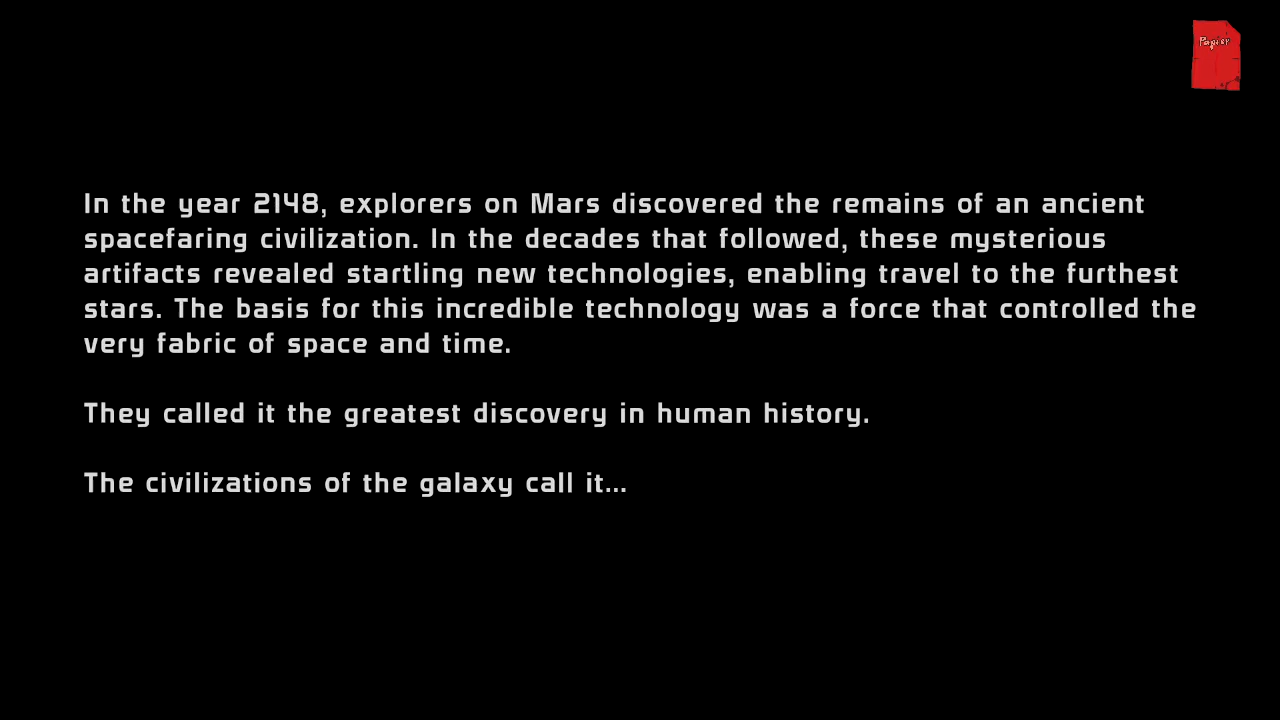 In the year 2148, explorers on Mars discovered the remains of an ancient
spacefaring civilization. In the decades that followed, these mysterious
artifacts revealed startling new technologies, enabling travel to the furthest
stars. The basis for this incredible technology was a force that controlled the
very fabric of space and time.
They called it the greatest discovery in human history.
The civilizations of the galaxy call it...